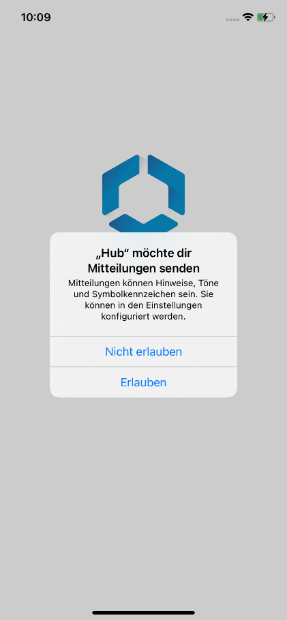 10:09
„Hub“ möchte dir
Mitteilungen senden
Mitteilungen können Hinweise, Töne
und Symbolkennzeichen sein. Sie
können in den Einstellungen
konfiguriert werden.
Nicht erlauben
Erlauben